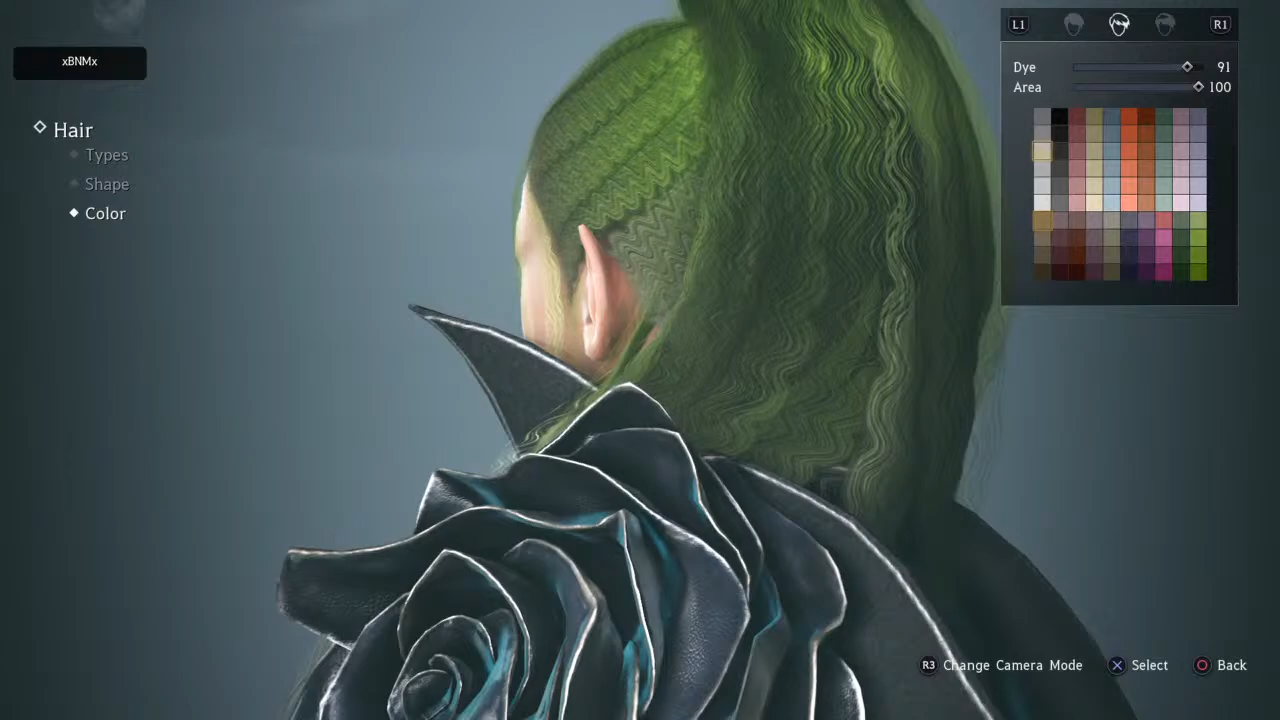 L1
R1
xBNMx
Dye 91
Area 100
Hair
Types
Shape
Color
R3 Change Camera Mode Select Back